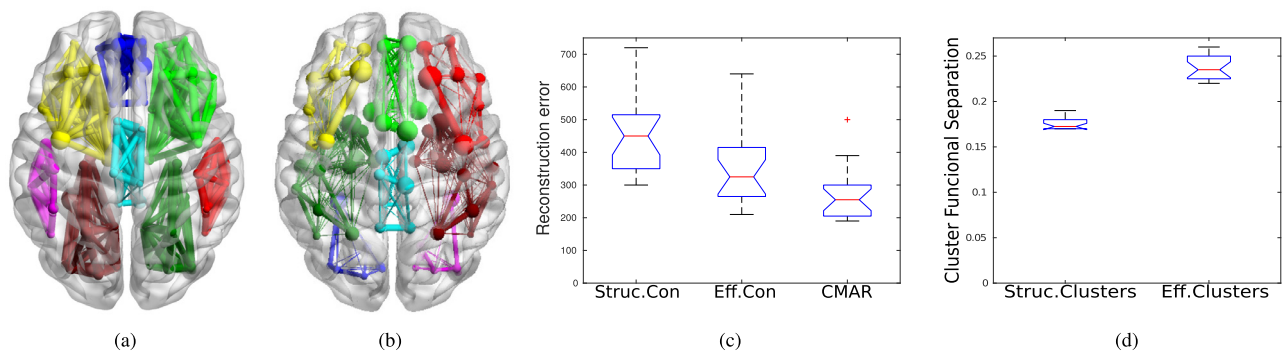 700
600
500
400
300
200
100
0
Reconstruction error
Struc.Con Eff.Con CMAR
0.25
0.2
0.15
0.1
0.05
0
Cluster Funcional Separation
Struc.Clusters Eff.Clusters
(a) (b) (c) (d)